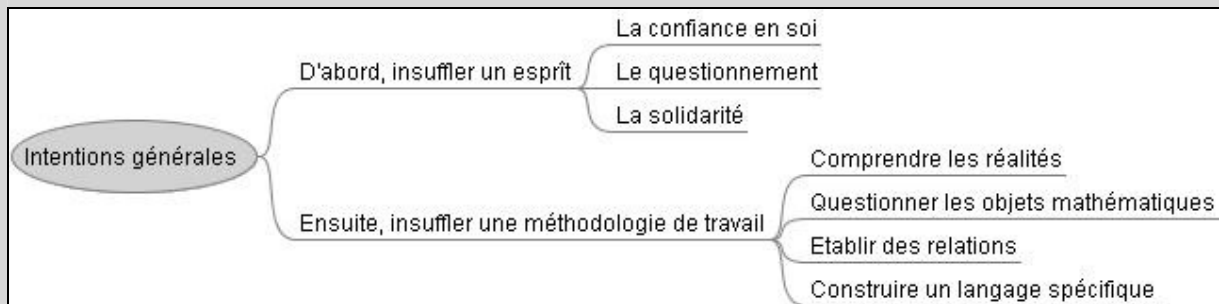 Intentions générales
D'abord, insuffler un esprît
La confiance en soi
Le questionnement
La solidarité
Ensuite, insuffler une méthodologie de travail
Comprendre les réalités
Questionner les objets mathématiques
Etablir des relations
Construire un langage spécifique